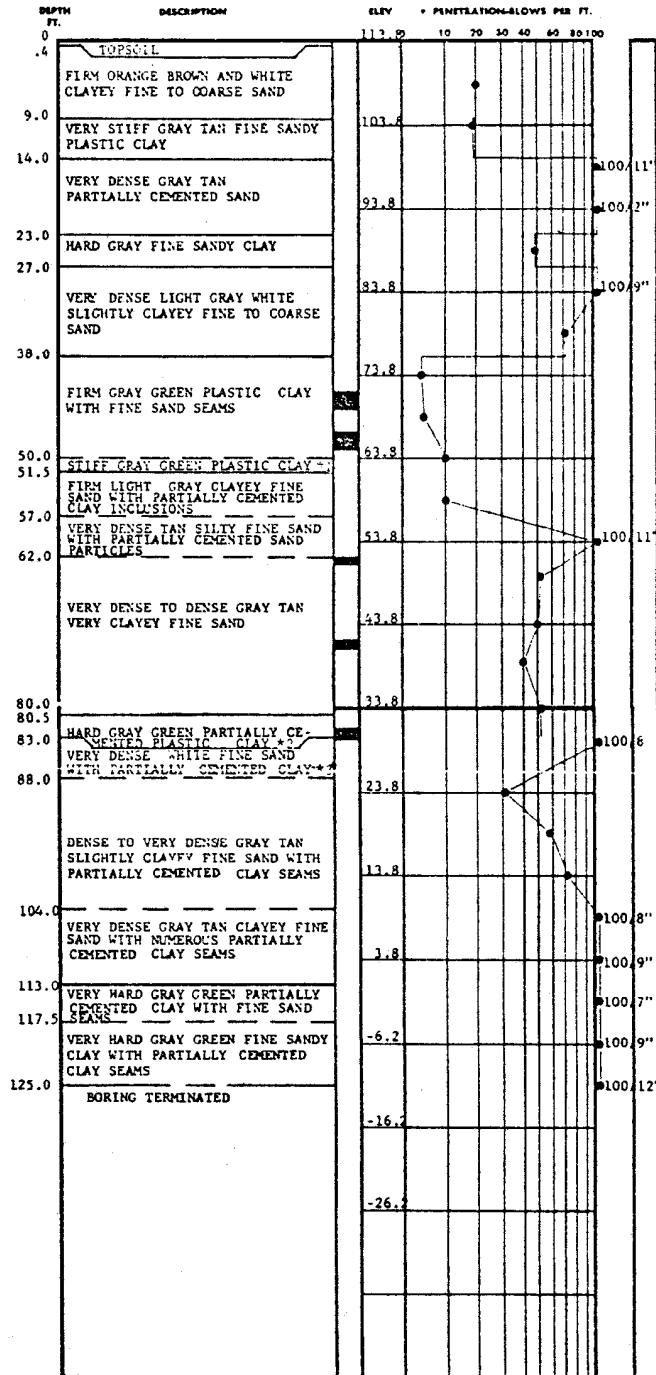 DEPTH FT. DESCRIPTION ELEV • PENETRATION-BLOWS PER FT.
0 113.8 0 10 20 30 40 60 80 100
.4 TOPSOIL
FIRM ORANGE BROWN AND WHITE
CLAYEY FINE TO COARSE SAND
9.0 103.8
VERY STIFF GRAY TAN FINE SANDY
PLASTIC CLAY
14.0 100/11"
VERY DENSE GRAY TAN
PARTIALLY CEMENTED SAND
93.8 100/2"
23.0
HARD GRAY FINE SANDY CLAY
27.0
83.8 100/9"
VERY DENSE LIGHT GRAY WHITE
SLIGHTLY CLAYEY FINE TO COARSE
SAND
38.0
73.8
FIRM GRAY GREEN PLASTIC CLAY
WITH FINE SAND SEAMS
50.0 63.8
STIFF GRAY GREEN PLASTIC CLAY
51.5
FIRM LIGHT GRAY CLAYEY FINE
SAND WITH PARTIALLY CEMENTED
CLAY INCLUSIONS
57.0
VERY DENSE TAN SILTY FINE SAND
WITH PARTIALLY CEMENTED SAND
PARTICLES
53.8 100/11"
62.0
VERY DENSE TO DENSE GRAY TAN
VERY CLAYEY FINE SAND
43.8
80.0 33.8
80.5
HARD GRAY GREEN PARTIALLY CE-
MENTED PLASTIC CLAY *2
83.0 100/6
VERY DENSE WHITE FINE SAND
WITH PARTIALLY CEMENTED CLAY
88.0
23.8
DENSE TO VERY DENSE GRAY TAN
SLIGHTLY CLAYEY FINE SAND WITH
PARTIALLY CEMENTED CLAY SEAMS
13.8
104.0 100/8"
VERY DENSE GRAY TAN CLAYEY FINE
SAND WITH NUMEROUS PARTIALLY
CEMENTED CLAY SEAMS
3.8 100/9"
113.0
VERY HARD GRAY GREEN PARTIALLY
CEMENTED CLAY WITH FINE SAND
SEAMS
100/7"
117.5
VERY HARD GRAY GREEN FINE SANDY
CLAY WITH PARTIALLY CEMENTED
CLAY SEAMS
-6.2 100/9"
125.0 100/12"
BORING TERMINATED
-16.2
-26.2